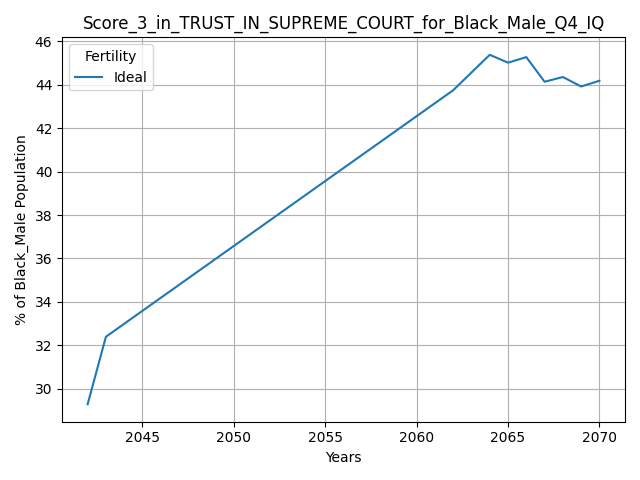 Score_3_in_TRUST_IN_SUPREME_COURT_for_Black_Male_Q4_IQ
46
44
42
40
38
36
34
32
30
% of Black_Male Population
Fertility
Ideal
2045 2050 2055 2060 2065 2070
Years